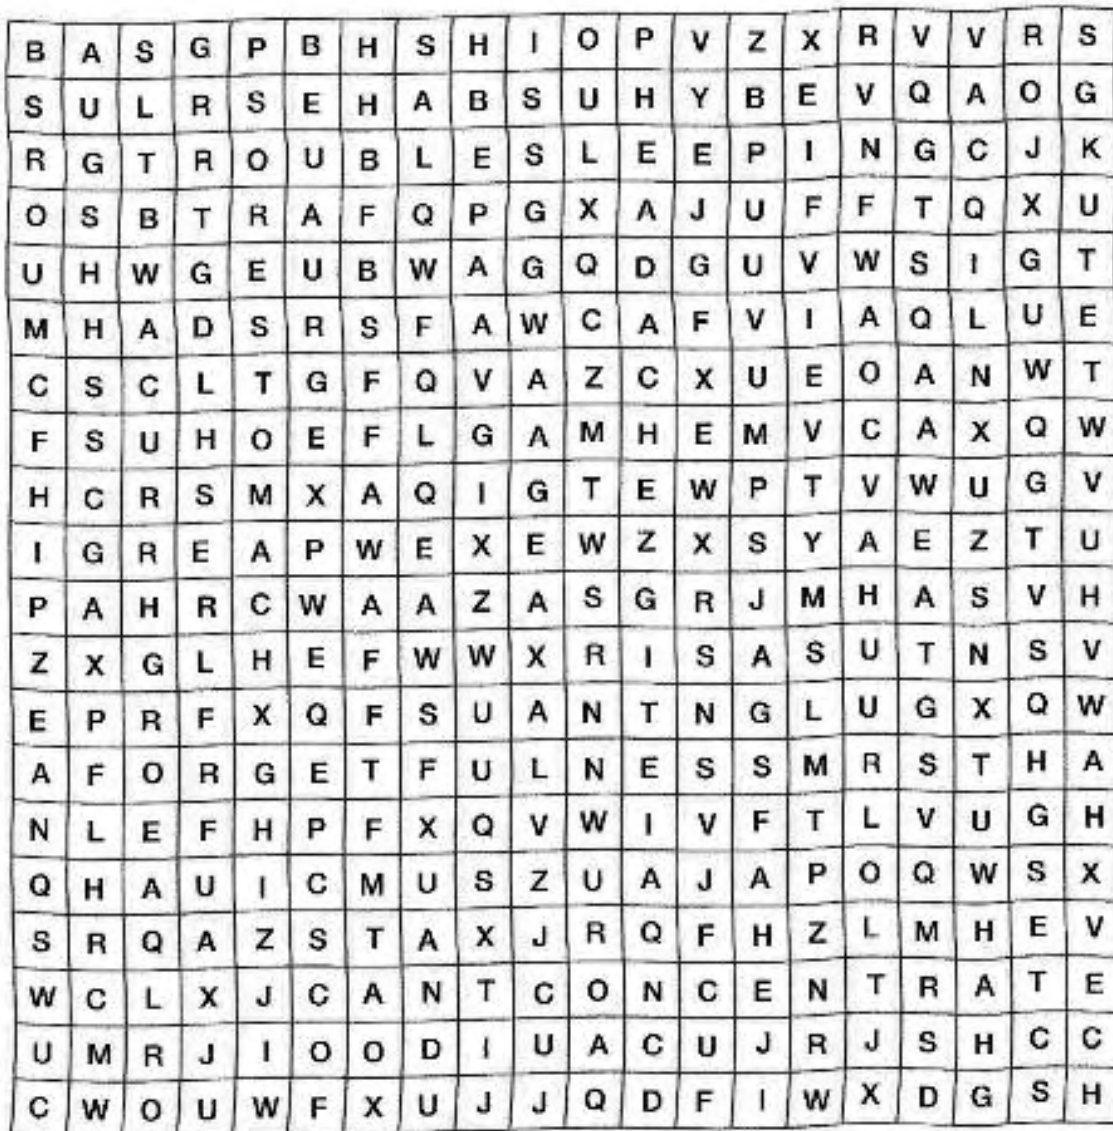 B A S G P B H S H I O P V Z X R V V R S
S U L R S E H A B S U H Y B E V Q A O G
R G T R O U B L E S L E E P I N G C J K
O S B T R A F Q P G X A J U F F T Q X U
U H W G E U B W A G Q D G U V W S I G T
M H A D S R S F A W C A F V I A Q L U E
C S C L T G F Q V A Z C X U E O A N W T
F S U H O E F L G A M H E M V C A X Q W
H C R S M X A Q I G T E W P T V W U G V
I G R E A P W E X E W Z X S Y A E Z T U
P A H R C W A A Z A S G R J M H A S V H
Z X G L H E F W W X R I S A S U T N S V
E P R F X Q F S U A N T N G L U G X Q W
A F O R G E T F U L N E S S M R S T H A
N L E F H P F X Q V W I V F T L V U G H
Q H A U I C M U S Z U A J A P O Q W S X
S R Q A Z S T A X J R Q F H Z L M H E V
W C L X J C A N T C O N C E N T R A T E
U M R J I O O D I U A C U J R J S H C C
C W O U W F X U J J Q D F I W X D G S H